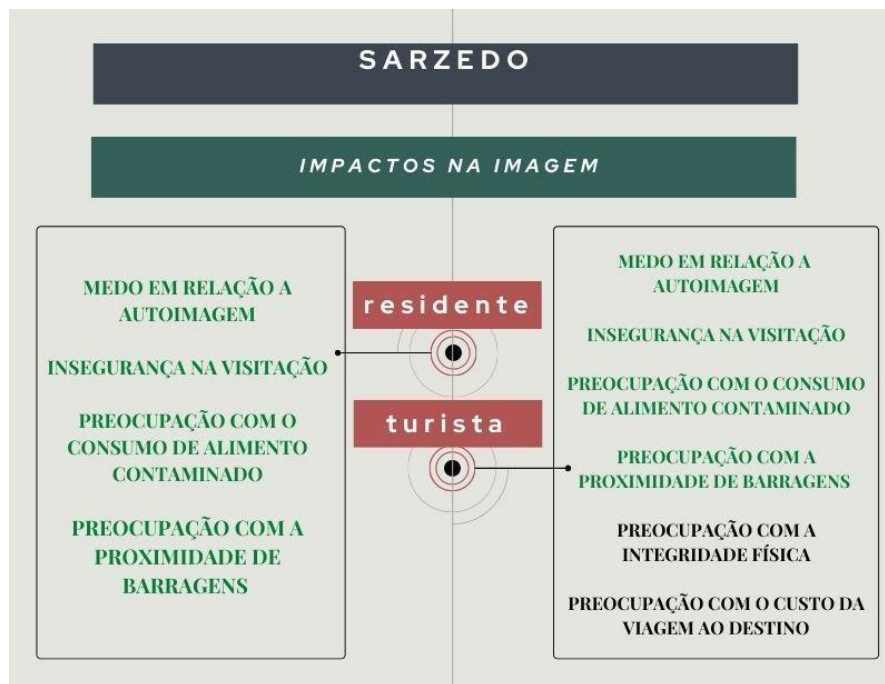 SARZEDO
IMPACTOS NA IMAGEM
residente
MEDO EM RELAÇÃO A
AUTOIMAGEM
INSEGURANÇA NA VISITAÇÃO
PREOCUPAÇÃO COM O
CONSUMO DE ALIMENTO
CONTAMINADO
PREOCUPAÇÃO COM A
PROXIMIDADE DE
BARRAGENS
turista
MEDO EM RELAÇÃO A
AUTOIMAGEM
INSEGURANÇA NA VISITAÇÃO
PREOCUPAÇÃO COM O CONSUMO
DE ALIMENTO CONTAMINADO
PREOCUPAÇÃO COM A
PROXIMIDADE DE BARRAGENS
PREOCUPAÇÃO COM A
INTEGRIDADE FÍSICA
PREOCUPAÇÃO COM O CUSTO DA
VIAGEM AO DESTINO